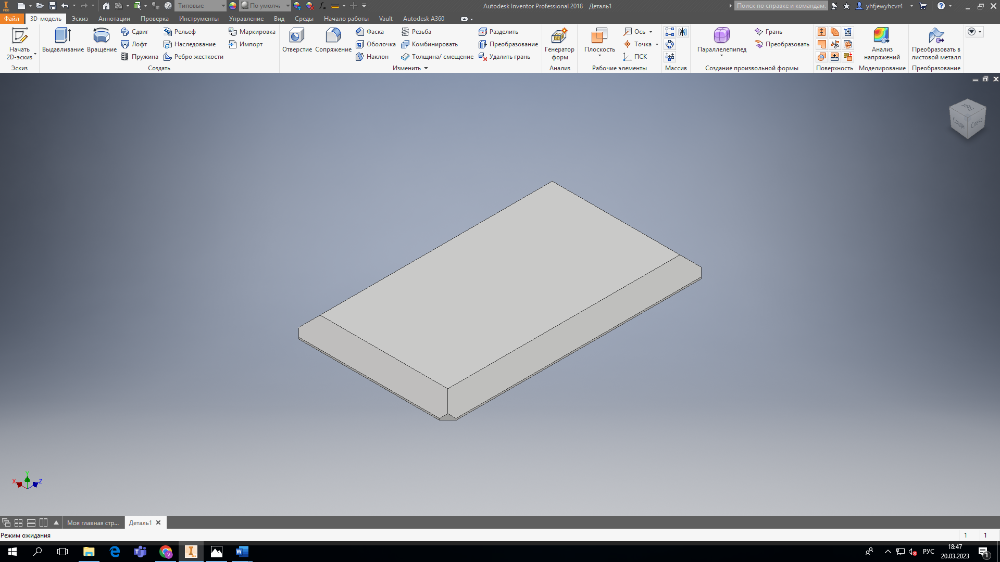 Типовые По умолча Autodesk Inventor Professional 2018 Деталь1 Поиск по справке и командам. yhfjewyhcvr4
Файл 3D-модель Эскиз Аннотации Проверка Инструменты Управление Вид Среды Начало работы Vault Autodesk A360
Начать 2D-эскиз
Эскиз
Выдавливание
Вращение
Сдвиг
Лофт
Пружина
Рельеф
Наследование
Ребро жесткости
Маркировка
Импорт
Создать
Отверстие
Сопряжение
Фаска
Оболочка
Наклон
Резьба
Комбинировать
Толщина/ смещение
Разделить
Преобразование
Удалить грань
Изменить
Генератор
форм
Анализ
Плоскость
Ось
Точка
ПСК
Рабочие элементы
Массив
Параллелепипед
Грань
Преобразовать
Создание произвольной формы
Поверхность
Анализ
напряжений
Моделирование
Преобразовать в
листовой металл
Преобразование
Верх
Сзади Слева
X Y Z
Моя главная стр... Деталь1
Режим ожидания 1 1
РУС 18:47
20.03.2023 1